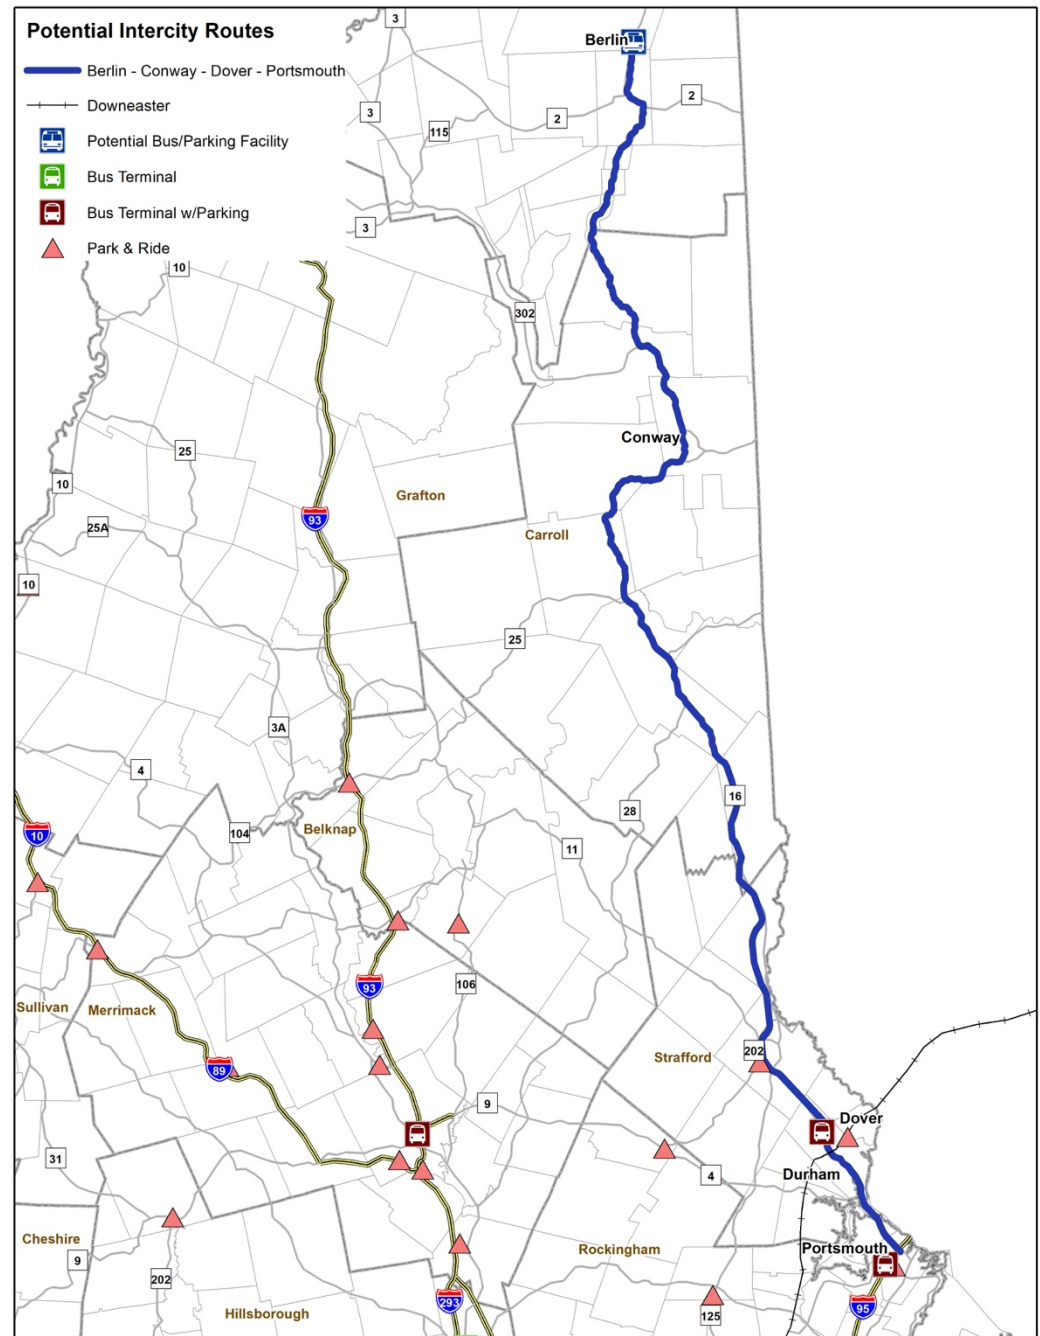 Potential Intercity Routes
Berlin - Conway - Dover - Portsmouth
Downeaster
Potential Bus/Parking Facility
Bus Terminal
Bus Terminal w/Parking
Park & Ride
3
Berlin
2
3
2
115
3
10
302
Conway
25
10
Grafton
93
25A
Carroll
10
25
3A
4
16
28
10
104
Belknap
11
93
106
Sullivan
Merrimack
202
Strafford
89
9
Dover
31
4
Durham
Cheshire
9
Rockingham
Portsmouth
202
293
95
Hillsborough
125